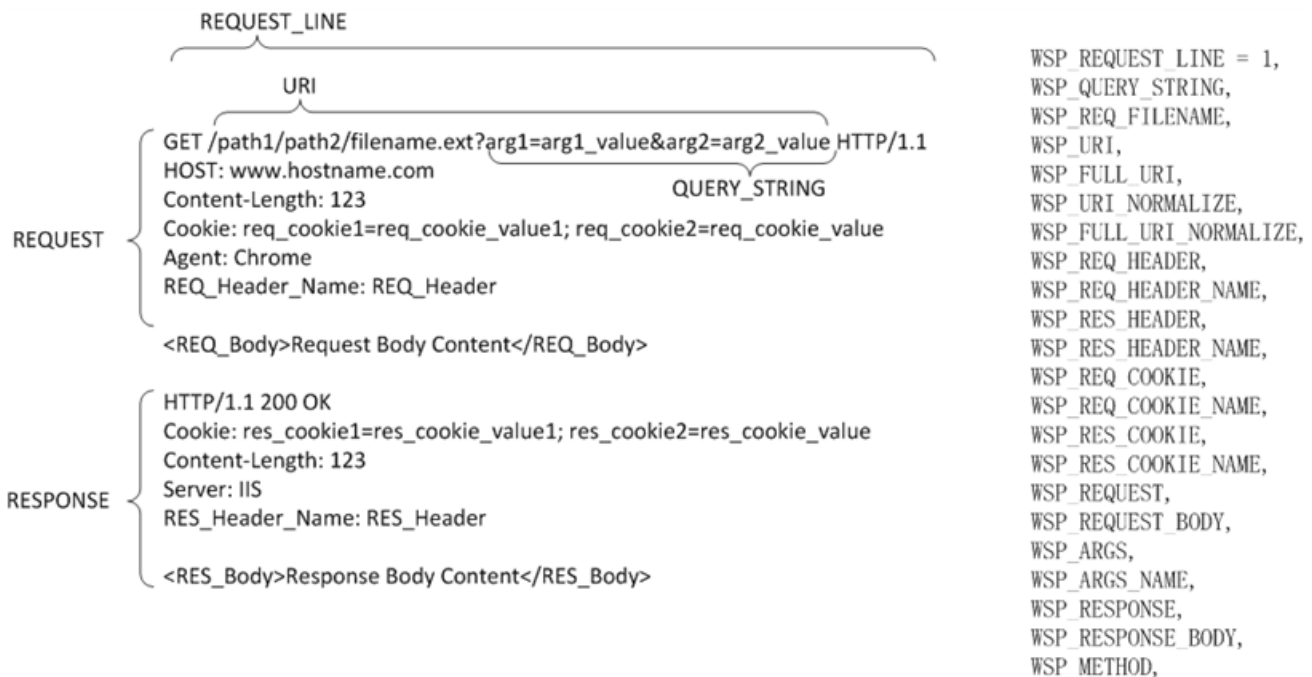 REQUEST_LINE
URI
GET /path1/path2/filename.ext?arg1=arg1_value&arg2=arg2_value HTTP/1.1
HOST: www.hostname.com
QUERY_STRING
Content-Length: 123
Cookie: req_cookie1=req_cookie_value1; req_cookie2=req_cookie_value
REQUEST
Agent: Chrome
REQ_Header_Name: REQ_Header
<REQ_Body>Request Body Content</REQ_Body>
HTTP/1.1 200 OK
Cookie: res_cookie1=res_cookie_value1; res_cookie2=res_cookie_value
Content-Length: 123
Server: IIS
RESPONSE
RES_Header_Name: RES_Header
<RES_Body>Response Body Content</RES_Body>
WSP_REQUEST_LINE = 1,
WSP_QUERY_STRING,
WSP_REQ_FILENAME,
WSP_URI,
WSP_FULL_URI,
WSP_URI_NORMALIZE,
WSP_FULL_URI_NORMALIZE,
WSP_REQ_HEADER,
WSP_REQ_HEADER_NAME,
WSP_RES_HEADER,
WSP_RES_HEADER_NAME,
WSP_REQ_COOKIE,
WSP_REQ_COOKIE_NAME,
WSP_RES_COOKIE,
WSP_RES_COOKIE_NAME,
WSP_REQUEST,
WSP_REQUEST_BODY,
WSP_ARGS,
WSP_ARGS_NAME,
WSP_RESPONSE,
WSP_RESPONSE_BODY,
WSP_METHOD,